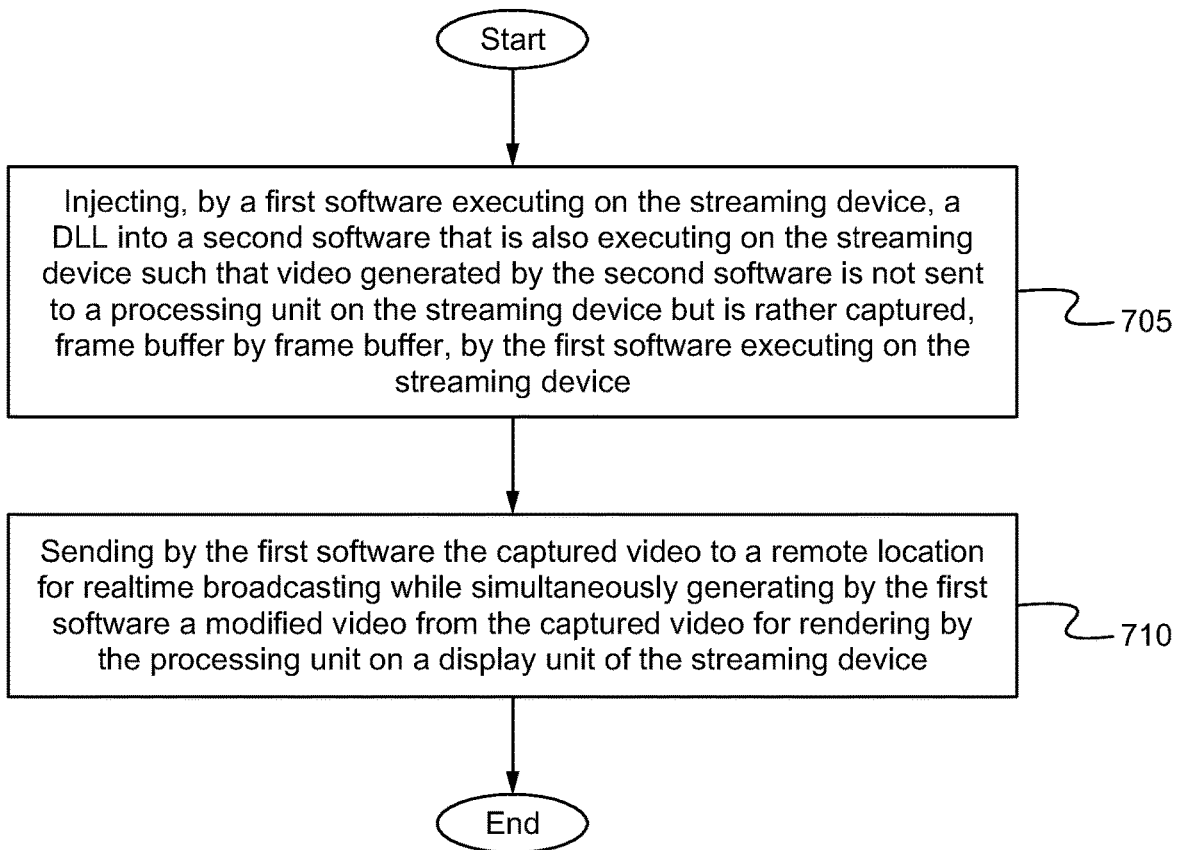 Start
Injecting, by a first software executing on the streaming device, a
DLL into a second software that is also executing on the streaming
device such that video generated by the second software is not sent
to a processing unit on the streaming device but is rather captured,
frame buffer by frame buffer, by the first software executing on the
streaming device
705
Sending by the first software the captured video to a remote location
for realtime broadcasting while simultaneously generating by the first
software a modified video from the captured video for rendering by
the processing unit on a display unit of the streaming device
710
End